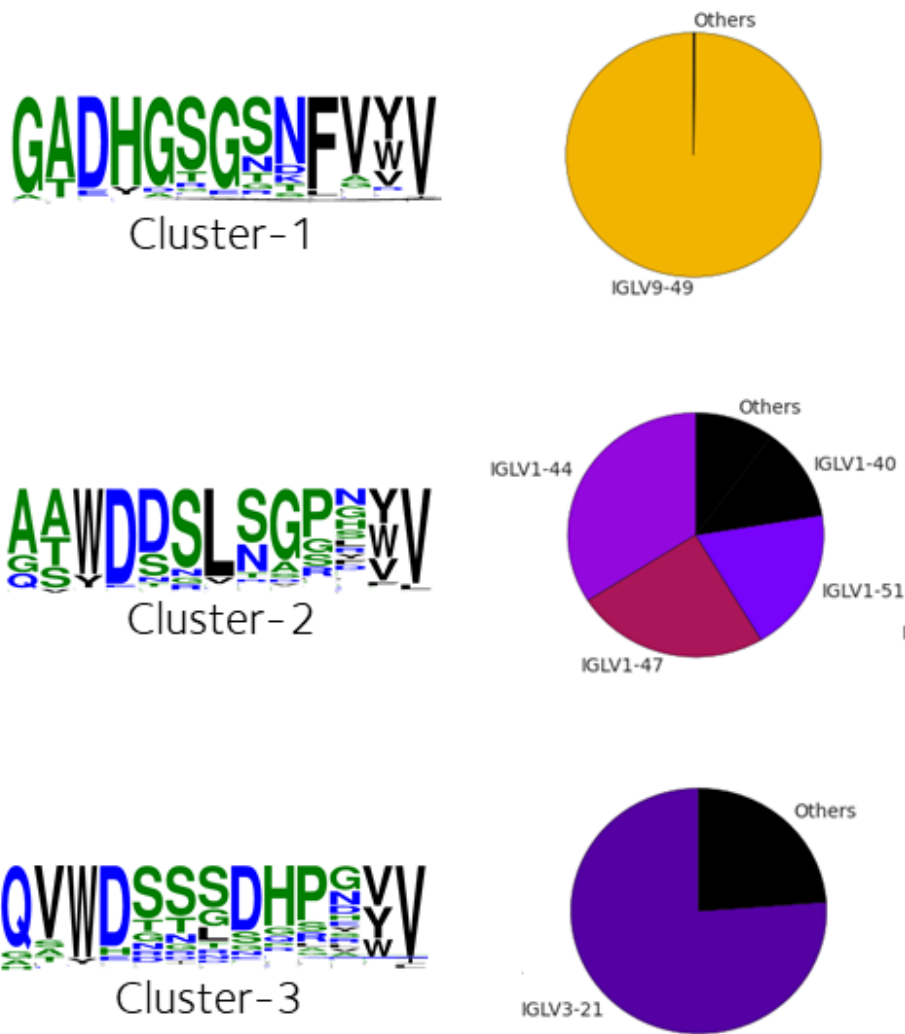 Others
GADHGSGSNFVYV
Cluster-1
IGLV9-49
Others
IGLV1-44
IGLV1-40
AAWDDSLSGPNYV
IGLV1-51
Cluster-2
IGLV1-47
Others
QVWDSSSDHPGVV
Cluster-3
IGLV3-21